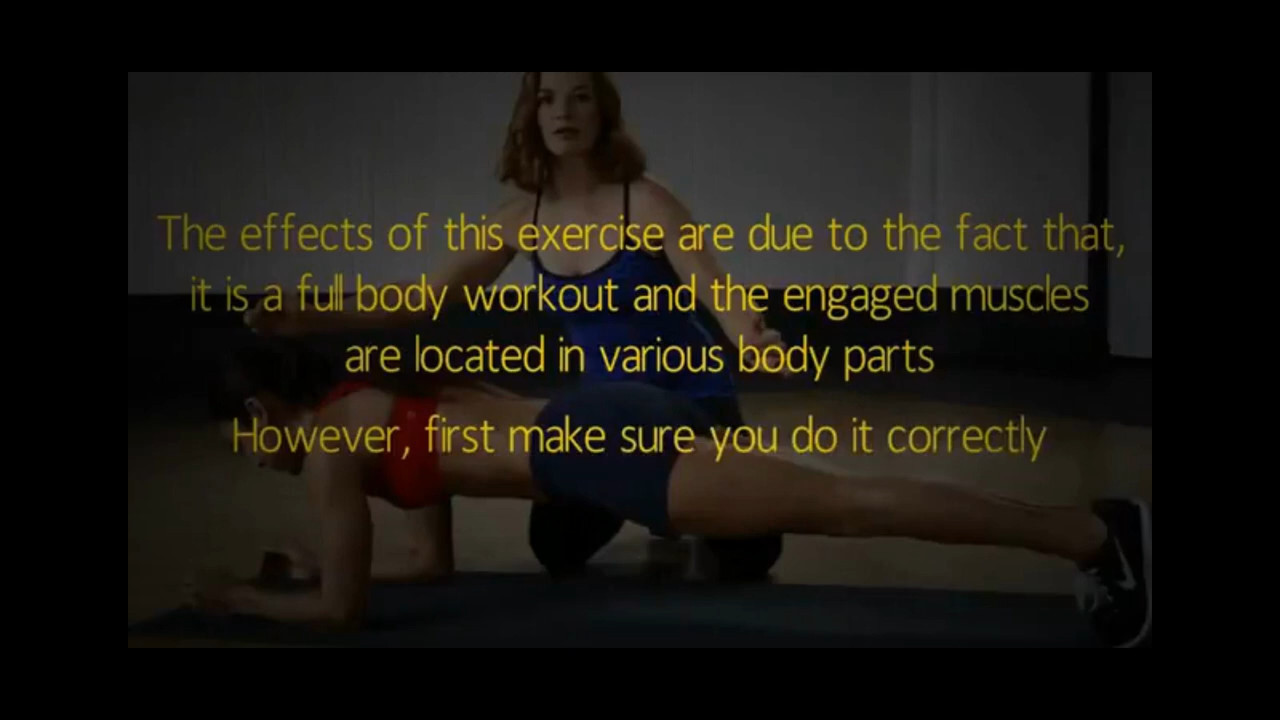 The effects of this exercise are due to the fact that,
it is a full body workout and the engaged muscles
are located in various body parts
However, first make sure you do it correctly